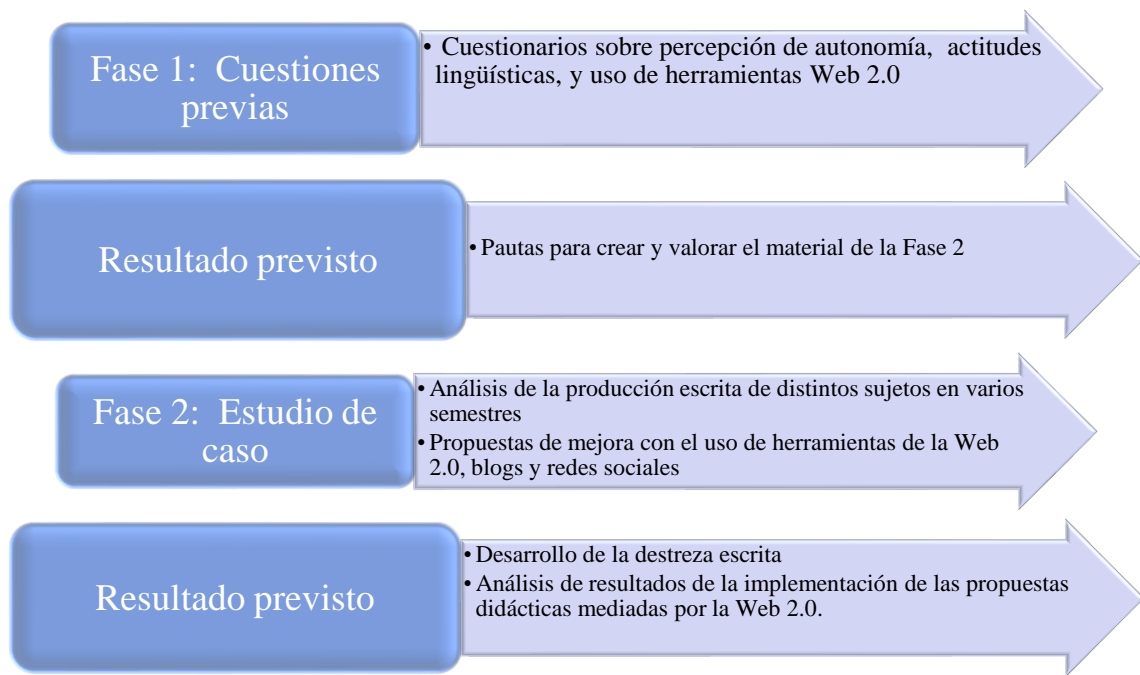 Fase 1: Cuestiones
previas
• Cuestionarios sobre percepción de autonomía, actitudes
lingüísticas, y uso de herramientas Web 2.0
Resultado previsto
• Pautas para crear y valorar el material de la Fase 2
Fase 2: Estudio de
caso
• Análisis de la producción escrita de distintos sujetos en varios
semestres
• Propuestas de mejora con el uso de herramientas de la Web
2.0, blogs y redes sociales
Resultado previsto
• Desarrollo de la destreza escrita
• Análisis de resultados de la implementación de las propuestas
didácticas mediadas por la Web 2.0.